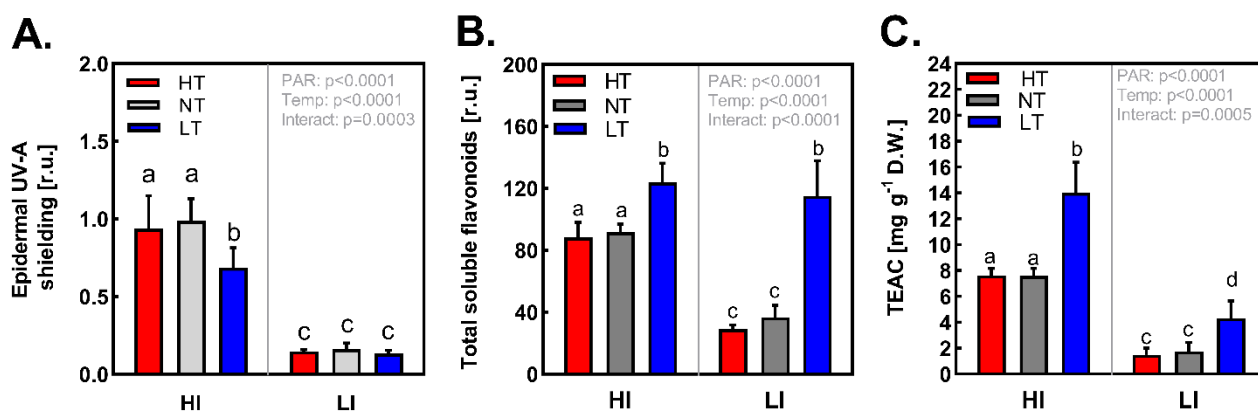 A.
Epidermal UV-A
shielding [r.u.]
2.0
1.5
1.0
0.5
0.0
HT
NT
LT
PAR: p<0.0001
Temp: p<0.0001
Interact: p=0.0003
a
a
b
c
c
c
HI
LI
B.
Total soluble flavonoids [r.u.]
200
160
120
80
40
0
HT
NT
LT
PAR: p<0.0001
Temp: p<0.0001
Interact: p<0.0001
a
a
b
c
c
b
HI
LI
C.
TEAC [mg g⁻¹ D.W.]
24
22
20
18
16
14
12
10
8
6
4
2
0
HT
NT
LT
PAR: p<0.0001
Temp: p<0.0001
Interact: p=0.0005
a
a
b
c
c
d
HI
LI